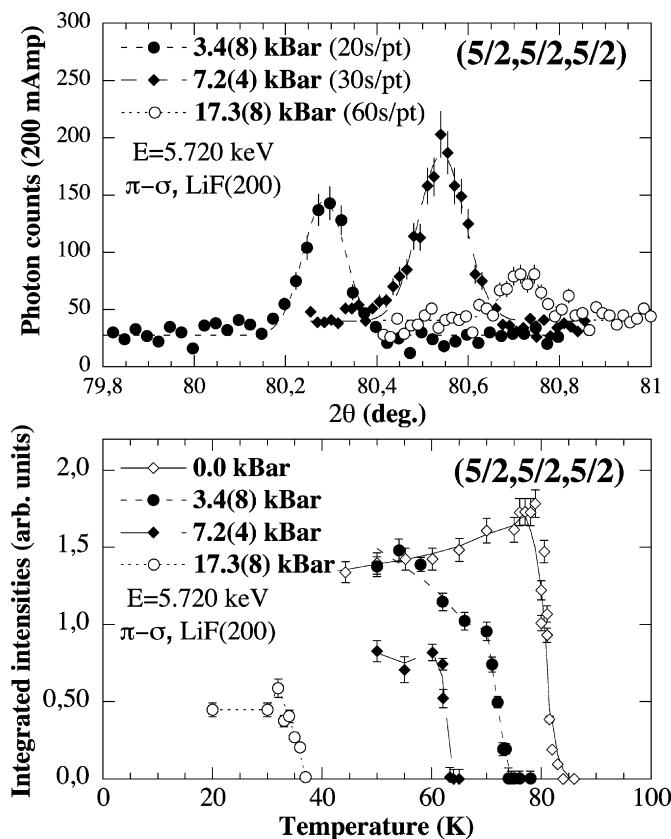 300
250
200
150
100
50
0
Photon counts (200 mAmp)
3.4(8) kBar (20s/pt)
7.2(4) kBar (30s/pt)
17.3(8) kBar (60s/pt)
E=5.720 keV
π−σ, LiF(200)
(5/2,5/2,5/2)
79,8 80 80,2 80,4 80,6 80,8 81
2θ (deg.)
2,0
1,5
1,0
0,50
0,0
Integrated intensities (arb. units)
0.0 kBar
3.4(8) kBar
7.2(4) kBar
17.3(8) kBar
E=5.720 keV
π−σ, LiF(200)
(5/2,5/2,5/2)
0 20 40 60 80 100
Temperature (K)